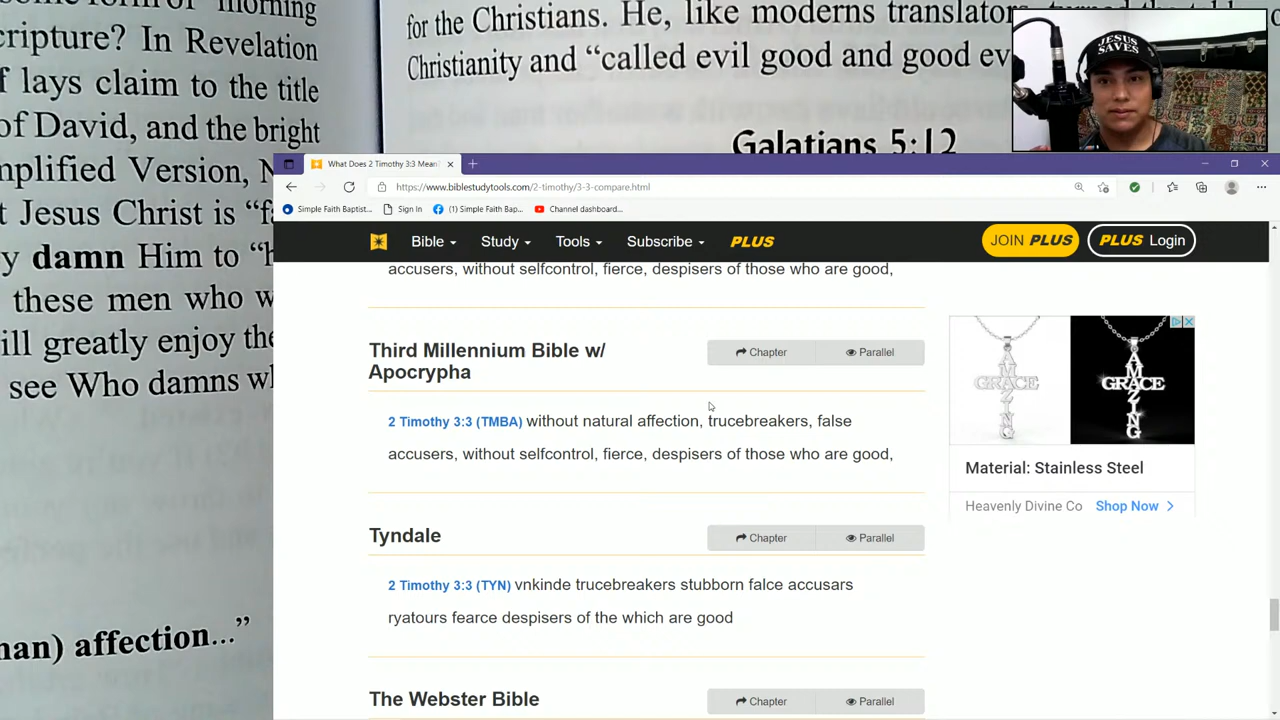 some form of "morning
cripture? In Revelation
f lays claim to the title
of David, and the bright
nplified Version, N
t Jesus Christ is "fa
y damn Him to "h
these men who w
ill greatly enjoy the
see Who damns wh
nan) affection..."
for the Christians. He, like moderns translators, turned the
Christianity and "called evil good and good ev
Galatians 5:12
JESUS
SAVES
What Does 2 Timothy 3:3 Mean?
https://www.biblestudytools.com/2-timothy/3-3-compare.html
Simple Faith Baptist... Sign In (1) Simple Faith Bap... Channel dashboard...
Bible Study Tools Subscribe PLUS JOIN PLUS PLUS Login
accusers, without selfcontrol, fierce, despisers of those who are good,
Third Millennium Bible w/
Apocrypha
Chapter Parallel
2 Timothy 3:3 (TMBA) without natural affection, trucebreakers, false
accusers, without selfcontrol, fierce, despisers of those who are good,
Tyndale
Chapter Parallel
2 Timothy 3:3 (TYN) vnkinde trucebreakers stubborn falce accusars
ryatours fearce despisers of the which are good
The Webster Bible
Chapter Parallel
AMAZING
GRACE
AMAZING
GRACE
Material: Stainless Steel
Heavenly Divine Co Shop Now